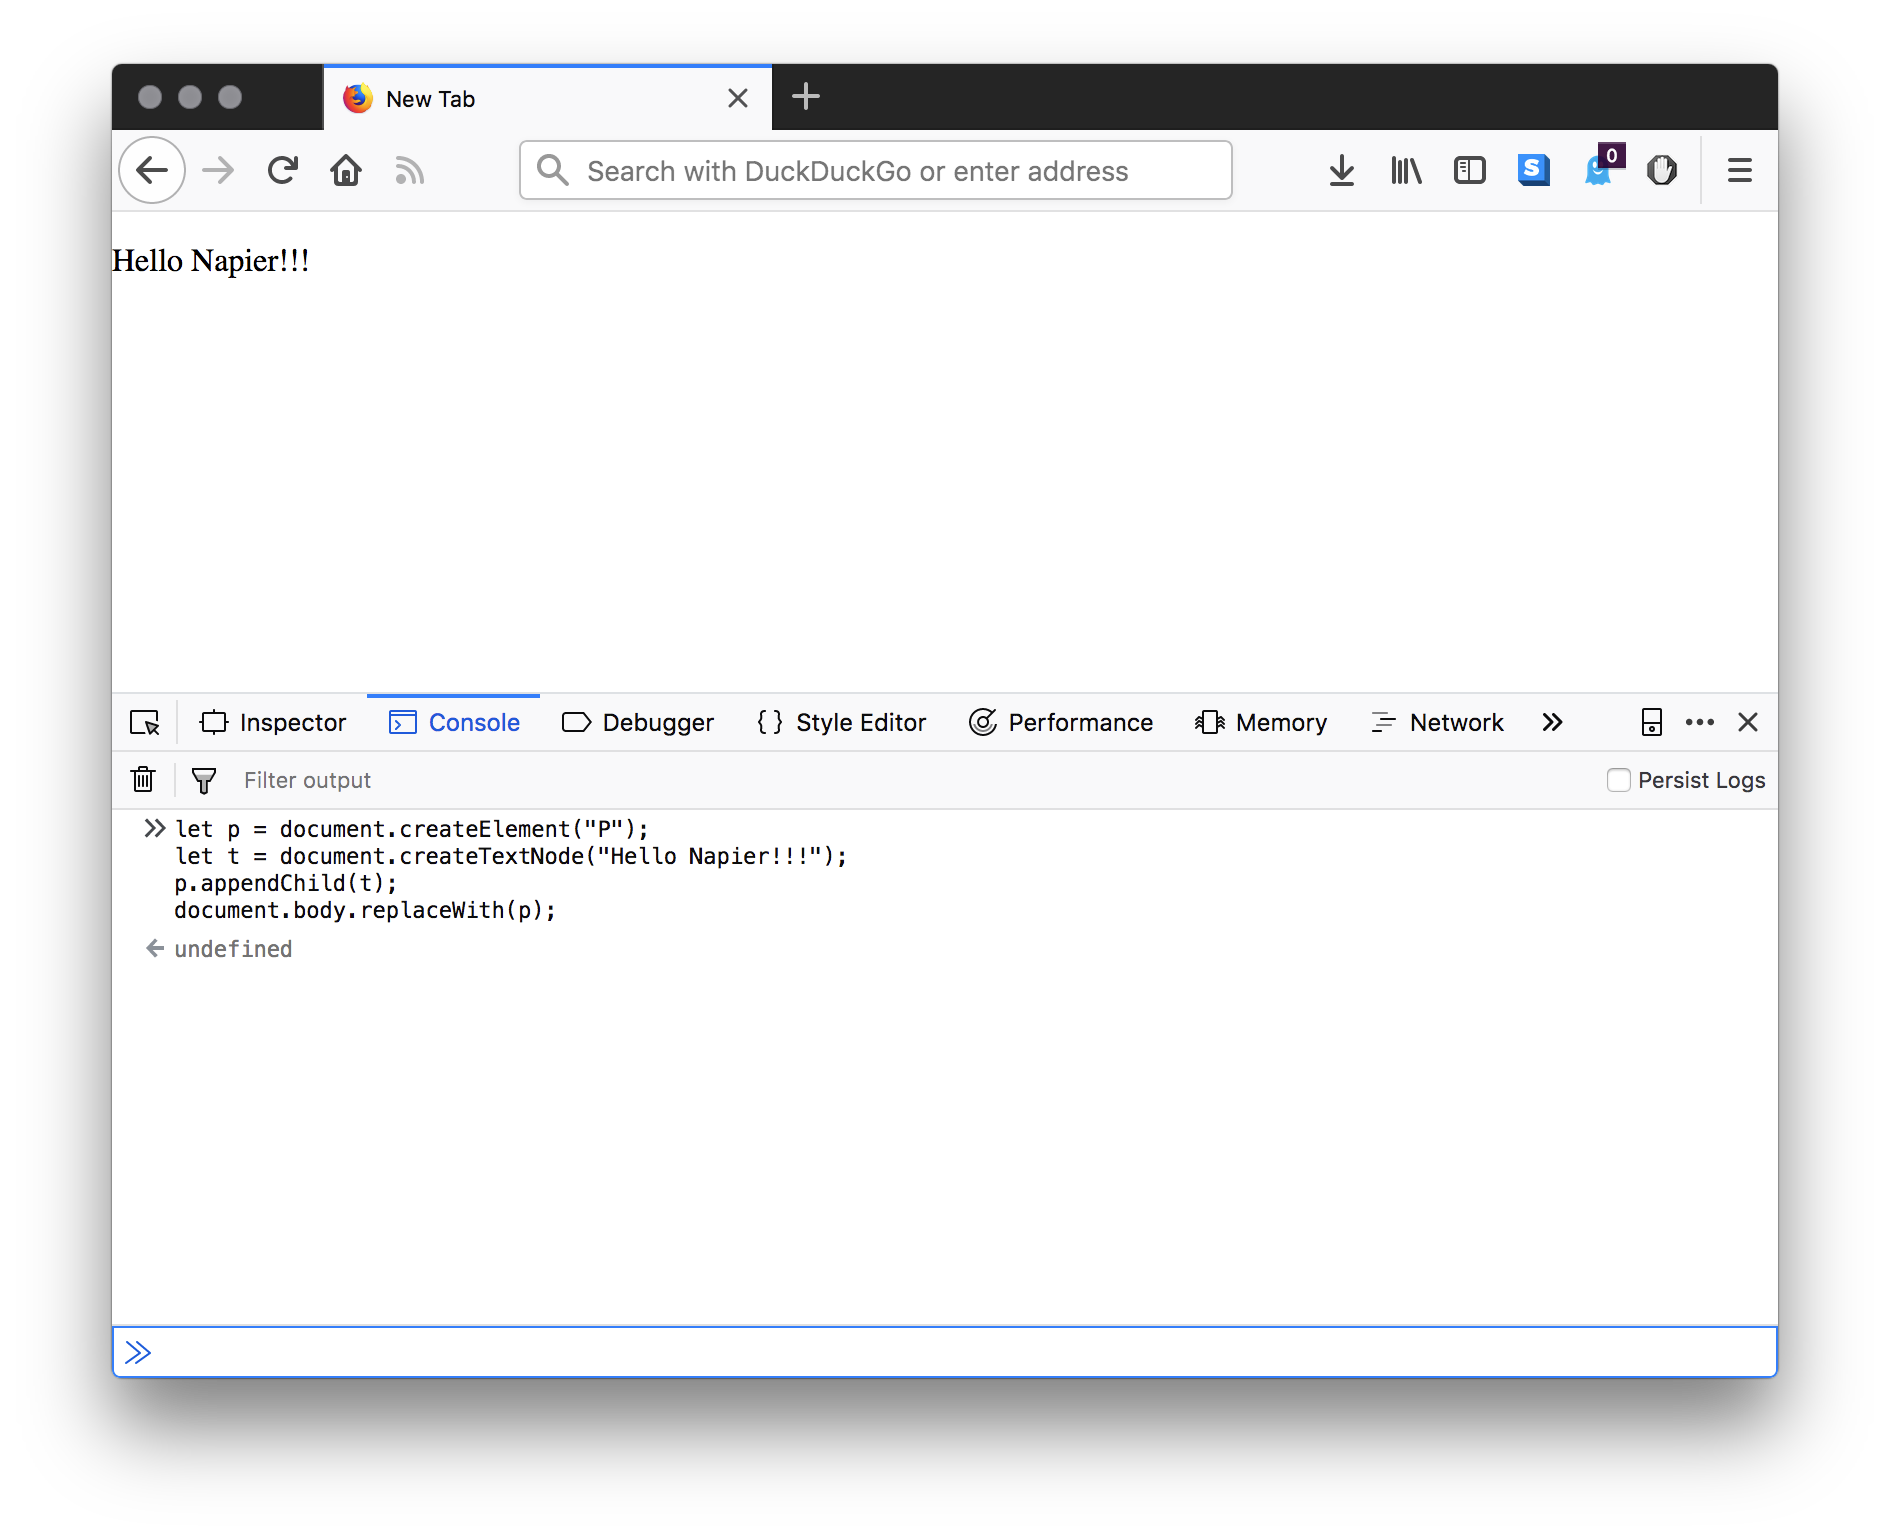 New Tab
Search with DuckDuckGo or enter address
S
0
Hello Napier!!!
Inspector Console Debugger { } Style Editor Performance Memory Network
Filter output Persist Logs
let p = document.createElement("P");
let t = document.createTextNode("Hello Napier!!!");
p.appendChild(t);
document.body.replaceWith(p);
undefined